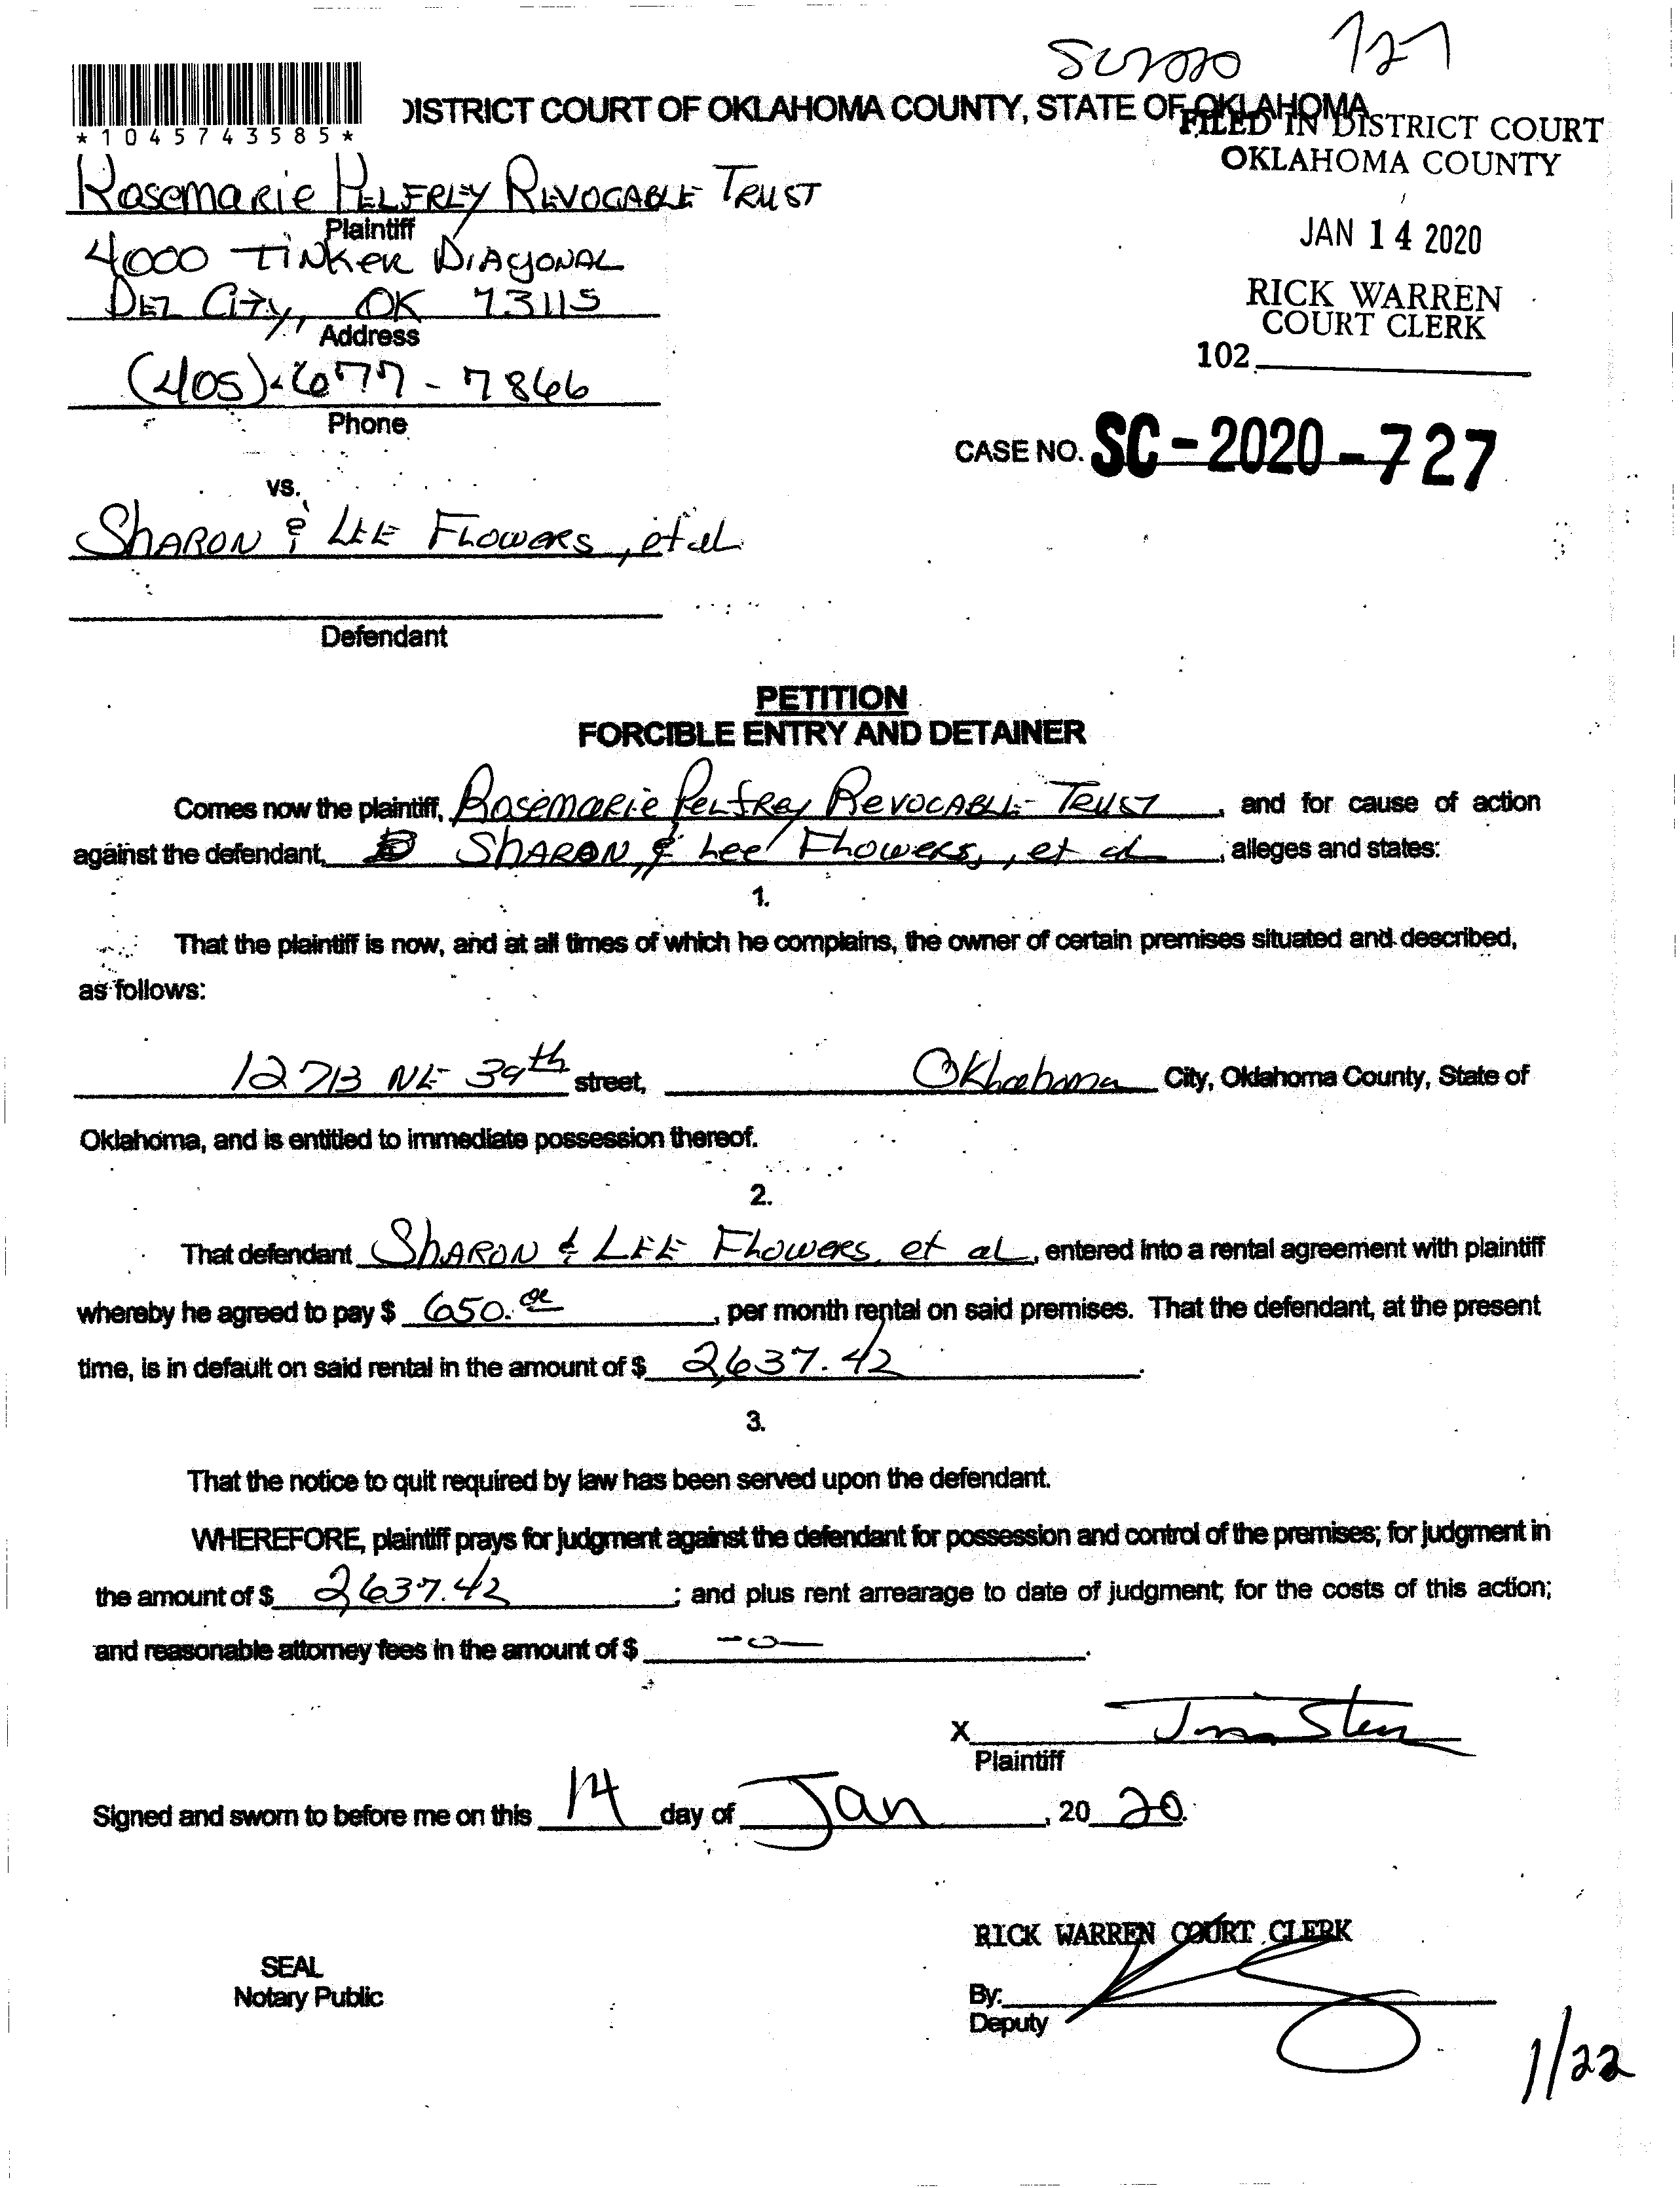 SC2020 727
*1045743585*
DISTRICT COURT OF OKLAHOMA COUNTY, STATE OF OKLAHOMA
FILED IN DISTRICT COURT
OKLAHOMA COUNTY
JAN 14 2020
RICK WARREN
COURT CLERK
102
Rosemarie Pelfrey Revocable Trust
Plaintiff
4000 Tinker Diagonal
Del City, OK 73115
Address
(405)-677-7866
Phone
CASE NO. SC-2020-727
vs.
Sharon & Lee Flowers, et al
Defendant
PETITION
FORCIBLE ENTRY AND DETAINER
Comes now the plaintiff, Rosemarie Pelfrey Revocable Trust, and for cause of action
against the defendant, Sharon & Lee Flowers, et al, alleges and states:
1.
That the plaintiff is now, and at all times of which he complains, the owner of certain premises situated and described,
as follows:
1271B NE 39th street, Oklahoma City, Oklahoma County, State of
Oklahoma, and is entitled to immediate possession thereof.
2.
That defendant Sharon & Lee Flowers, et al, entered into a rental agreement with plaintiff
whereby he agreed to pay $ 650.00, per month rental on said premises. That the defendant, at the present
time, is in default on said rental in the amount of $ 2,637.42.
3.
That the notice to quit required by law has been served upon the defendant.
WHEREFORE, plaintiff prays for judgment against the defendant for possession and control of the premises; for judgment in
the amount of $ 2,637.42; and plus rent arrearage to date of judgment; for the costs of this action;
and reasonable attorney fees in the amount of $ -0-.
X
Plaintiff
Signed and sworn to before me on this 14 day of Jan, 20 20.
RICK WARREN COURT CLERK
SEAL
Notary Public
By:
Deputy
1/22